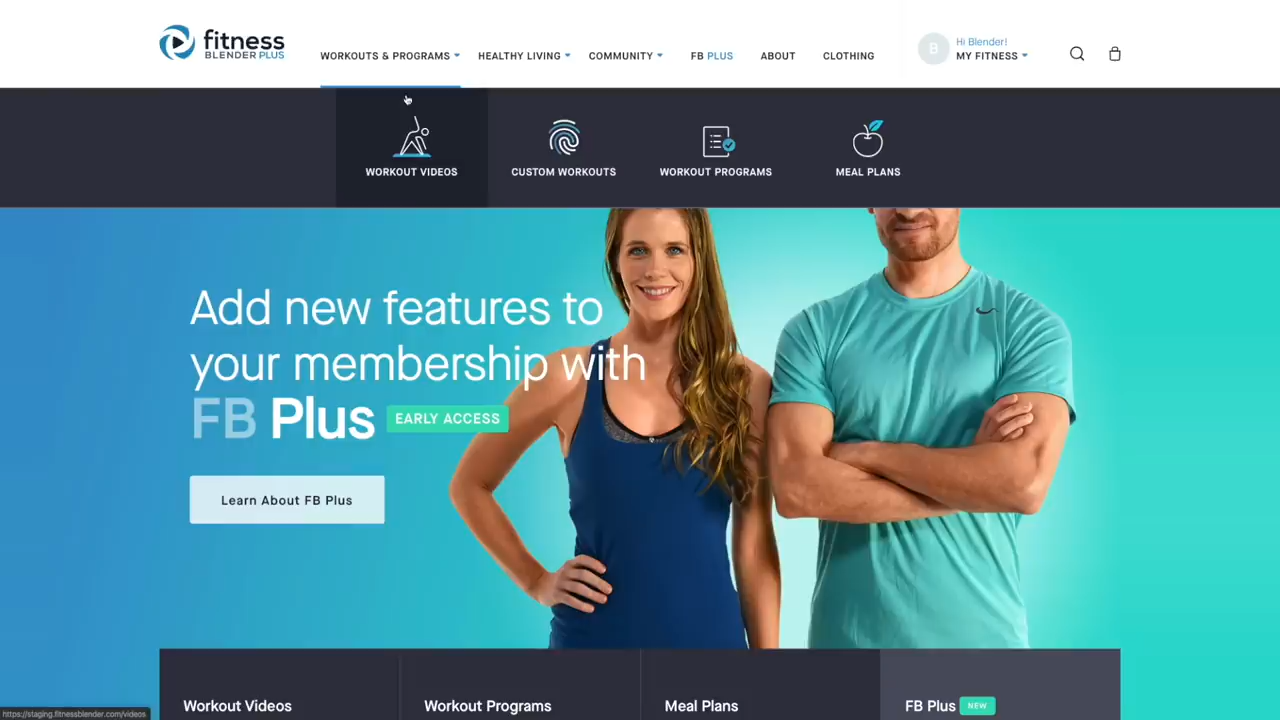 fitness
BLENDER PLUS
WORKOUTS & PROGRAMS
HEALTHY LIVING
COMMUNITY
FB PLUS
ABOUT
CLOTHING
B
Hi Blender!
MY FITNESS
WORKOUT VIDEOS
CUSTOM WORKOUTS
WORKOUT PROGRAMS
MEAL PLANS
Add new features to
your membership with
FB Plus EARLY ACCESS
Learn About FB Plus
Workout Videos
Workout Programs
Meal Plans
FB Plus NEW
https://staging.fitnessblender.com/videos